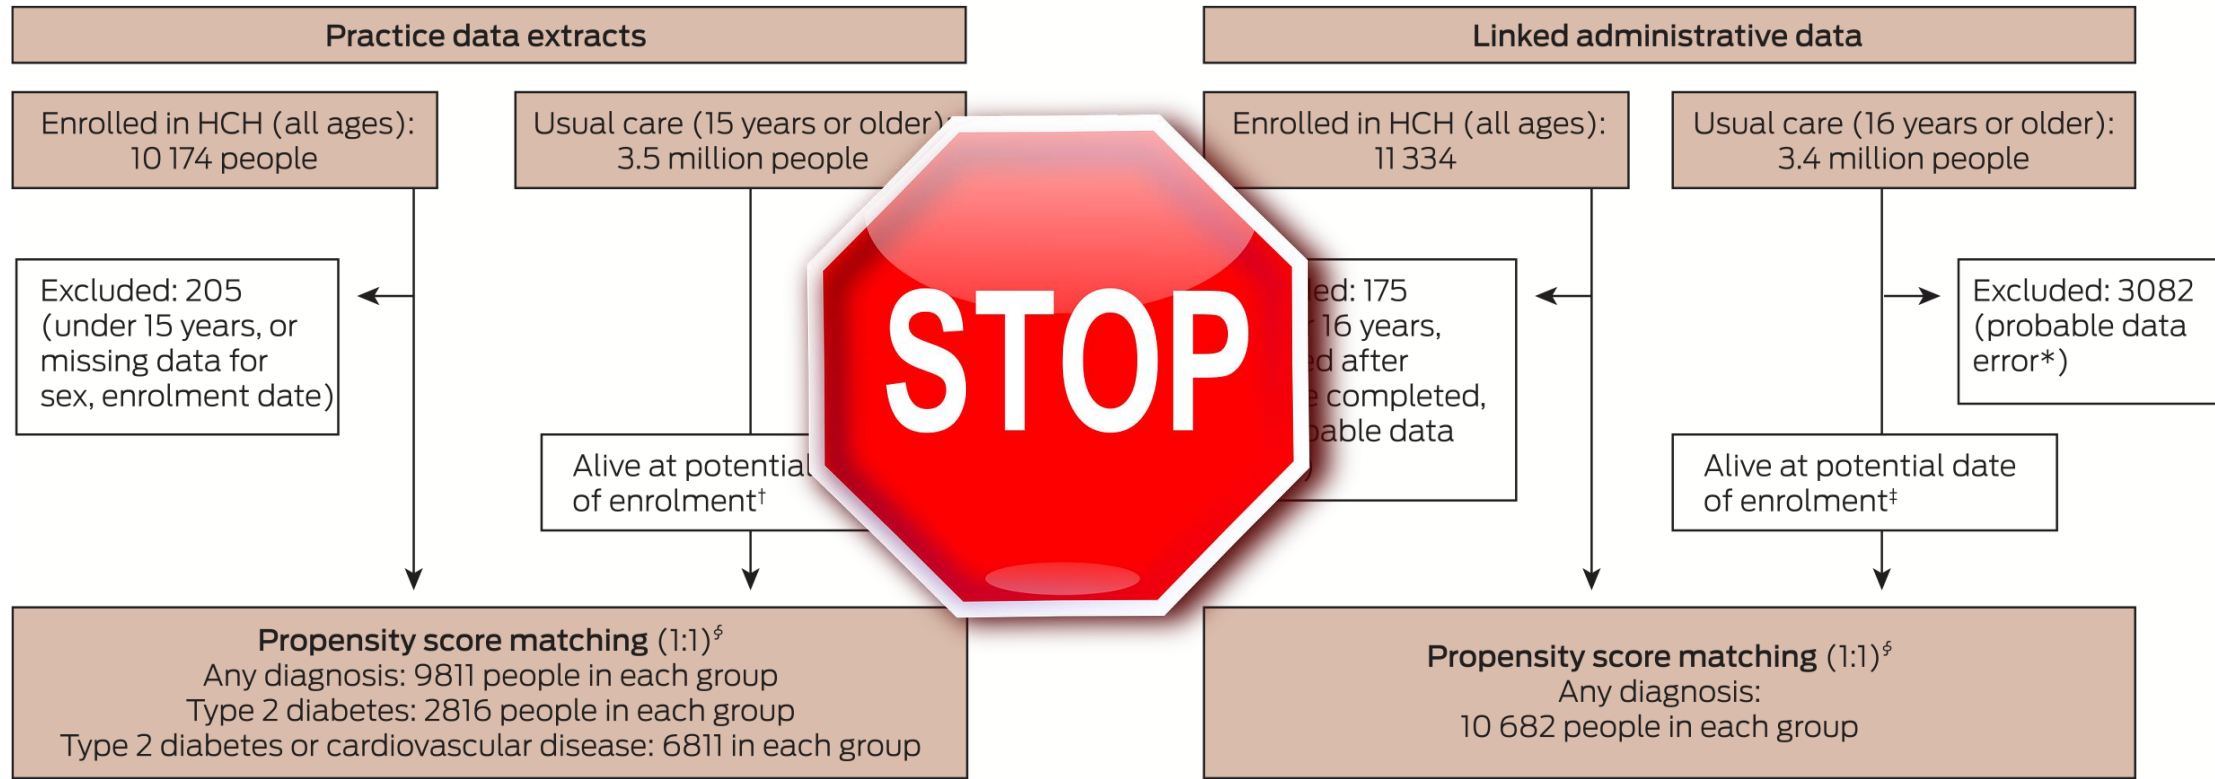 Practice data extracts
Linked administrative data
Enrolled in HCH (all ages):
10 174 people
Usual care (15 years or older):
3.5 million people
Enrolled in HCH (all ages):
11 334
Usual care (16 years or older):
3.4 million people
Excluded: 205
(under 15 years, or
missing data for
sex, enrolment date)
STOP
175
16 years,
after
completed,
data
Excluded: 3082
(probable data
error*)
Alive at potential
of enrolment†
Alive at potential date
of enrolment‡
Propensity score matching (1:1)§
Any diagnosis: 9811 people in each group
Type 2 diabetes: 2816 people in each group
Type 2 diabetes or cardiovascular disease: 6811 in each group
Propensity score matching (1:1)§
Any diagnosis:
10 682 people in each group